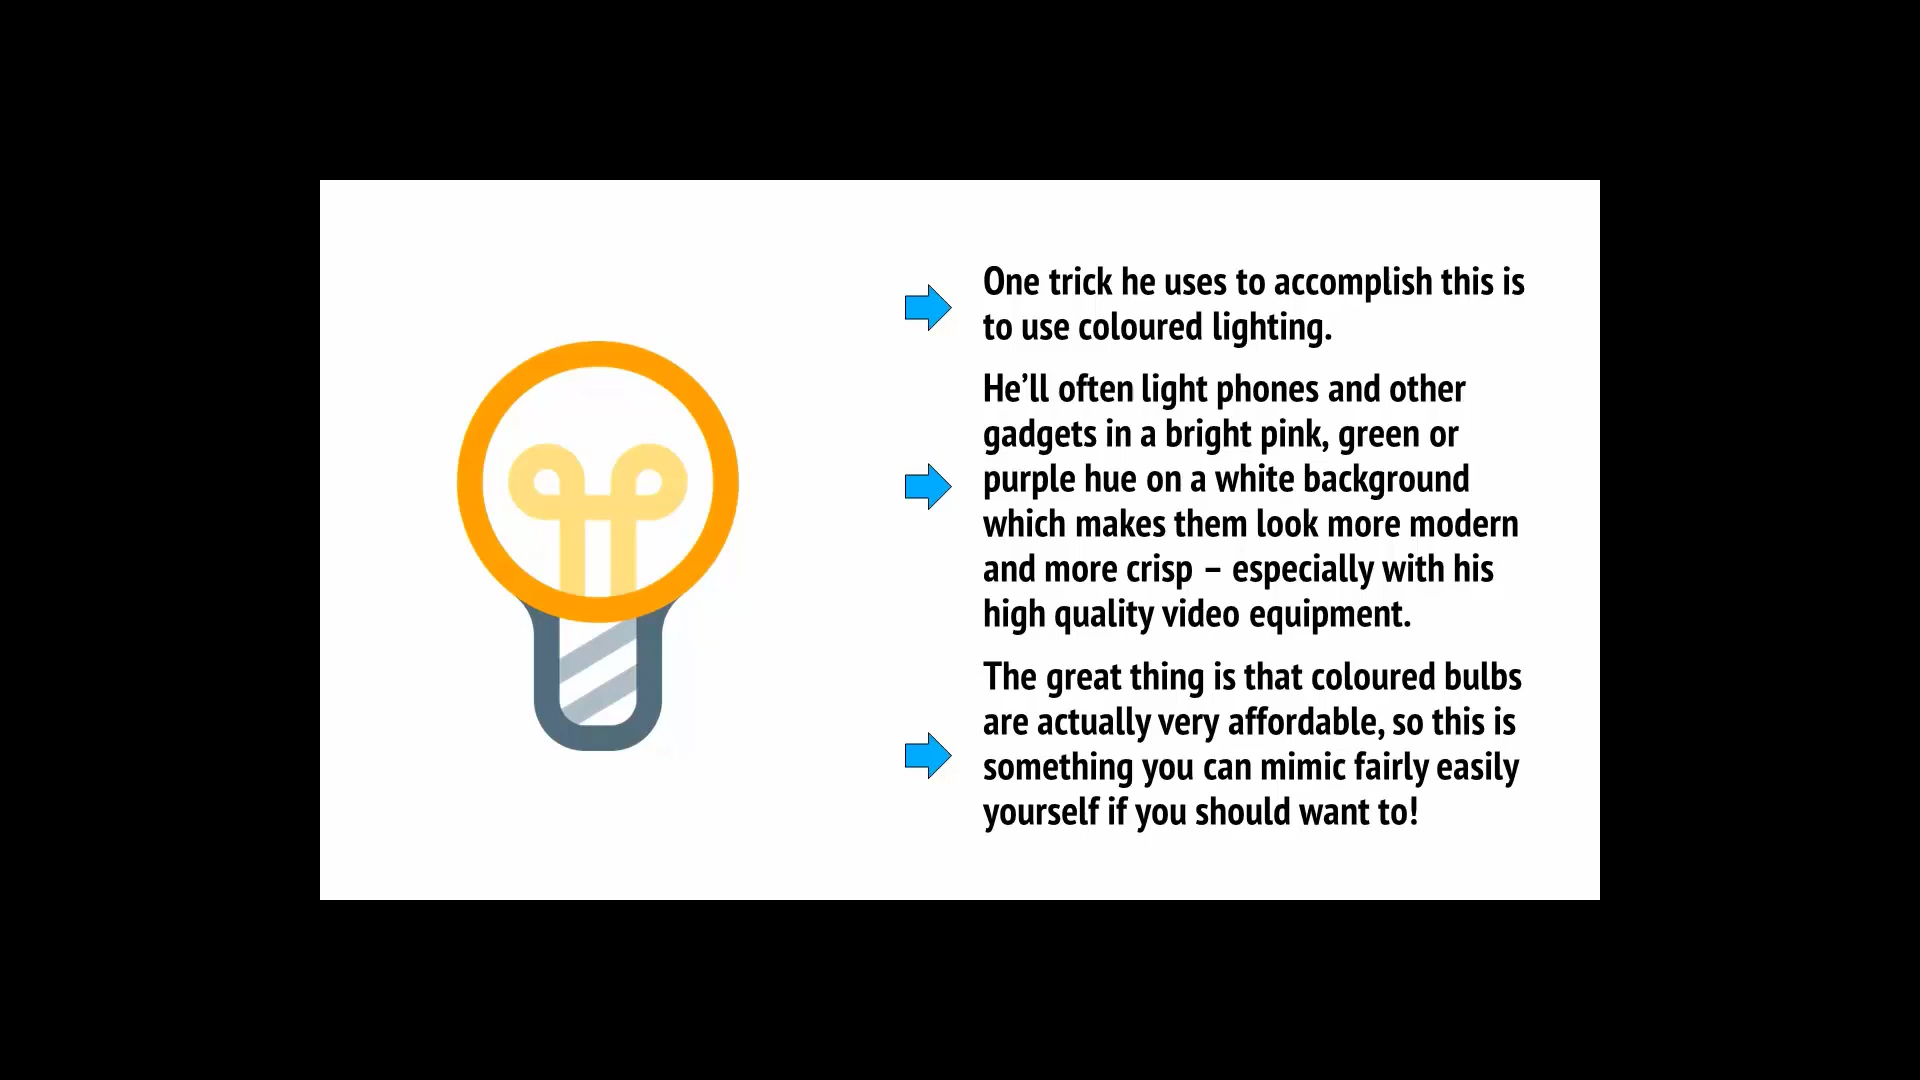 One trick he uses to accomplish this is
to use coloured lighting.
He’ll often light phones and other
gadgets in a bright pink, green or
purple hue on a white background
which makes them look more modern
and more crisp – especially with his
high quality video equipment.
The great thing is that coloured bulbs
are actually very affordable, so this is
something you can mimic fairly easily
yourself if you should want to!